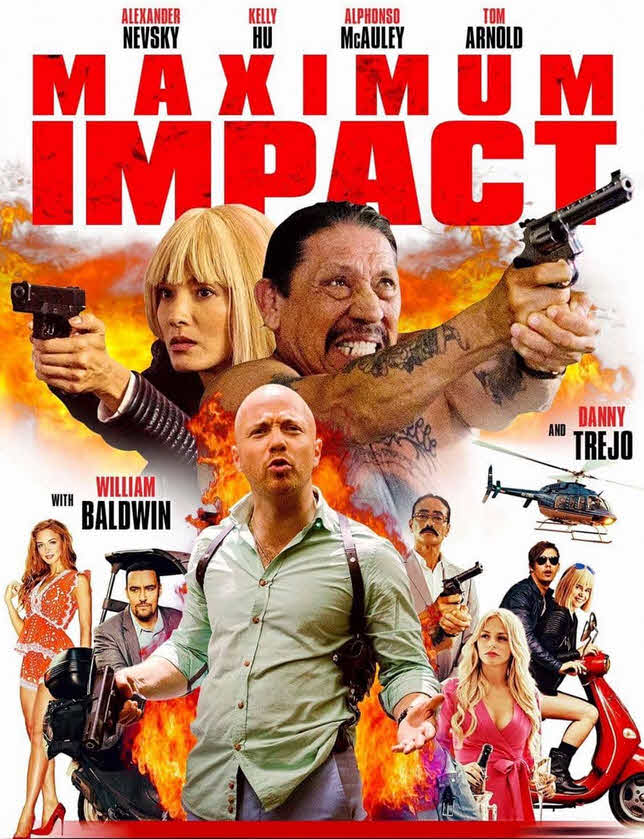 ALEXANDER
NEVSKY
KELLY
HU
ALPHONSO
McAULEY
TOM
ARNOLD
MAXIMUM
IMPACT
AND DANNY
TREJO
WITH WILLIAM
BALDWIN